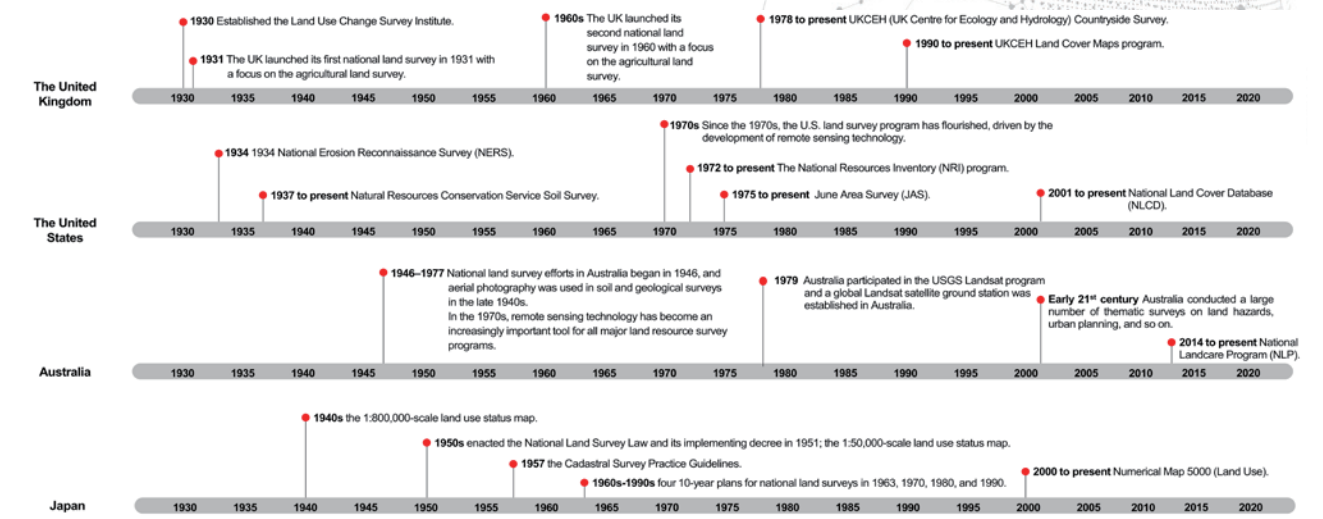 1930 Established the Land Use Change Survey Institute.
1931 The UK launched its first national land survey in 1931 with
a focus on the agricultural land survey.
1960s The UK launched its
second national land
survey in 1960 with a focus
on the agricultural land
survey.
1978 to present UKCEH (UK Centre for Ecology and Hydrology) Countryside Survey.
1990 to present UKCEH Land Cover Maps program.
The United
Kingdom
1930 1935 1940 1945 1950 1955 1960 1965 1970 1975 1980 1985 1990 1995 2000 2005 2010 2015 2020
1970s Since the 1970s, the U.S. land survey program has flourished, driven by the
development of remote sensing technology.
1934 1934 National Erosion Reconnaissance Survey (NERS).
1972 to present The National Resources Inventory (NRI) program.
1937 to present Natural Resources Conservation Service Soil Survey.
1975 to present June Area Survey (JAS).
2001 to present National Land Cover Database
(NLCD).
The United
States
1930 1935 1940 1945 1950 1955 1960 1965 1970 1975 1980 1985 1990 1995 2000 2005 2010 2015 2020
1946–1977 National land survey efforts in Australia began in 1946, and
aerial photography was used in soil and geological surveys
in the late 1940s.
In the 1970s, remote sensing technology has become an
increasingly important tool for all major land resource survey
programs.
1979 Australia participated in the USGS Landsat program
and a global Landsat satellite ground station was
established in Australia.
Early 21st century Australia conducted a large
number of thematic surveys on land hazards,
urban planning, and so on.
2014 to present National
Landcare Program (NLP).
Australia
1930 1935 1940 1945 1950 1955 1960 1965 1970 1975 1980 1985 1990 1995 2000 2005 2010 2015 2020
1940s the 1:800,000-scale land use status map.
1950s enacted the National Land Survey Law and its implementing decree in 1951; the 1:50,000-scale land use status map.
1957 the Cadastral Survey Practice Guidelines.
1960s-1990s four 10-year plans for national land surveys in 1963, 1970, 1980, and 1990.
2000 to present Numerical Map 5000 (Land Use).
Japan
1930 1935 1940 1945 1950 1955 1960 1965 1970 1975 1980 1985 1990 1995 2000 2005 2010 2015 2020